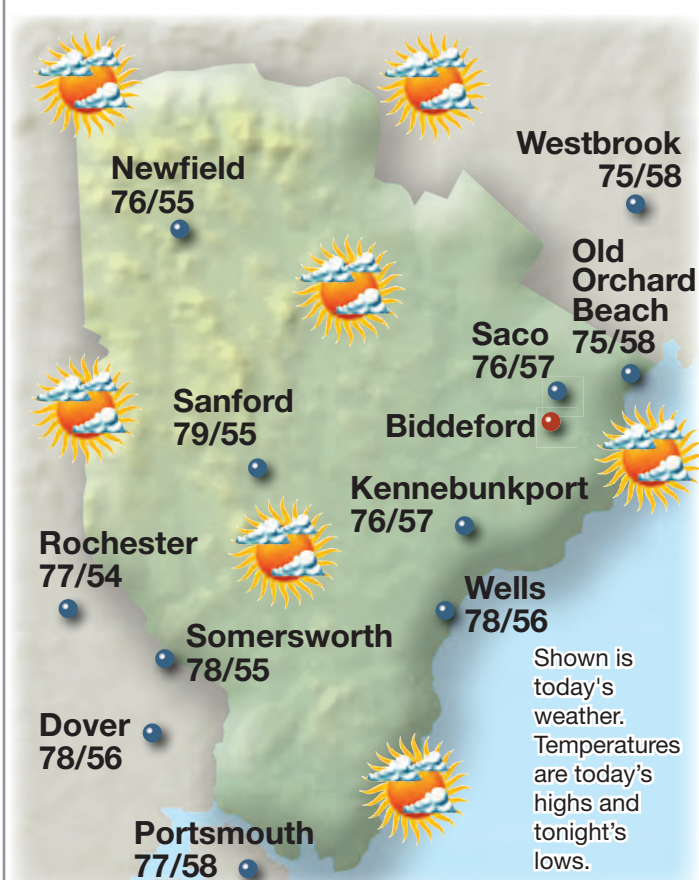 Newfield
76/55
Westbrook
75/58
Old
Orchard
Beach
75/58
Saco
76/57
Biddeford
Sanford
79/55
Kennebunkport
76/57
Rochester
77/54
Wells
78/56
Somersworth
78/55
Dover
78/56
Portsmouth
77/58
Shown is
today's
weather.
Temperatures
are today’s
highs and
tonight’s
lows.